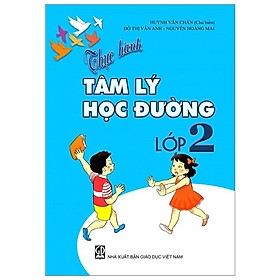 HUỲNH VĂN CHẨN (Chủ biên)
ĐỖ THỊ VÂN ANH - NGUYỄN HOÀNG MAI
Thực hành
TÂM LÝ
HỌC ĐƯỜNG
LỚP 2
NHÀ XUẤT BẢN GIÁO DỤC VIỆT NAM